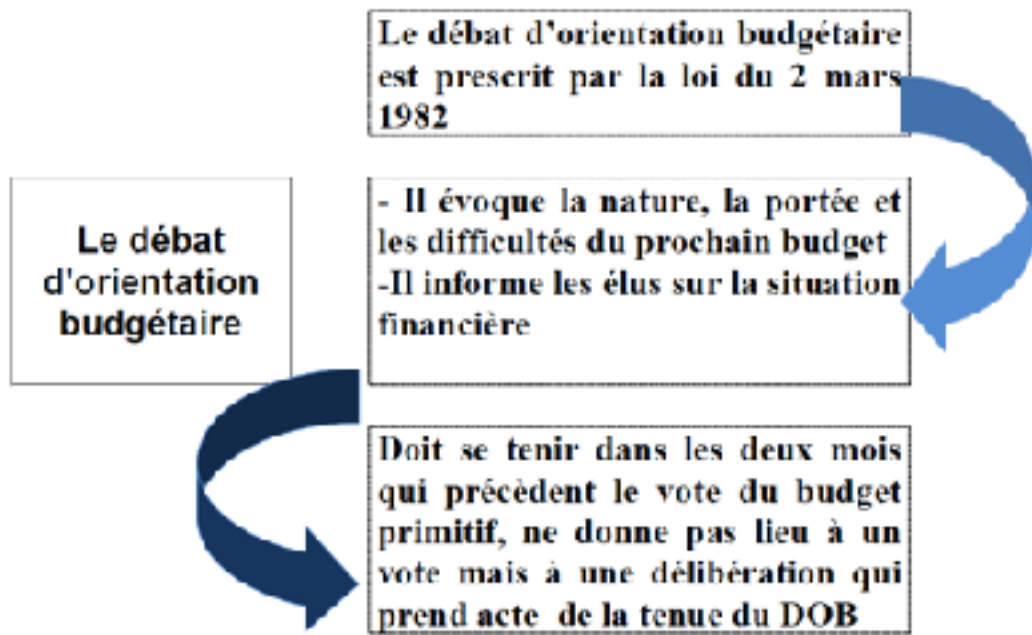 Le débat d'orientation budgétaire
est prescrit par la loi du 2 mars
1982
Le débat
d'orientation
budgétaire
- Il évoque la nature, la portée et
les difficultés du prochain budget
-Il informe les élus sur la situation
financière
Doit se tenir dans les deux mois
qui précèdent le vote du budget
primitif, ne donne pas lieu à un
vote mais à une délibération qui
prend acte de la tenue du DOB